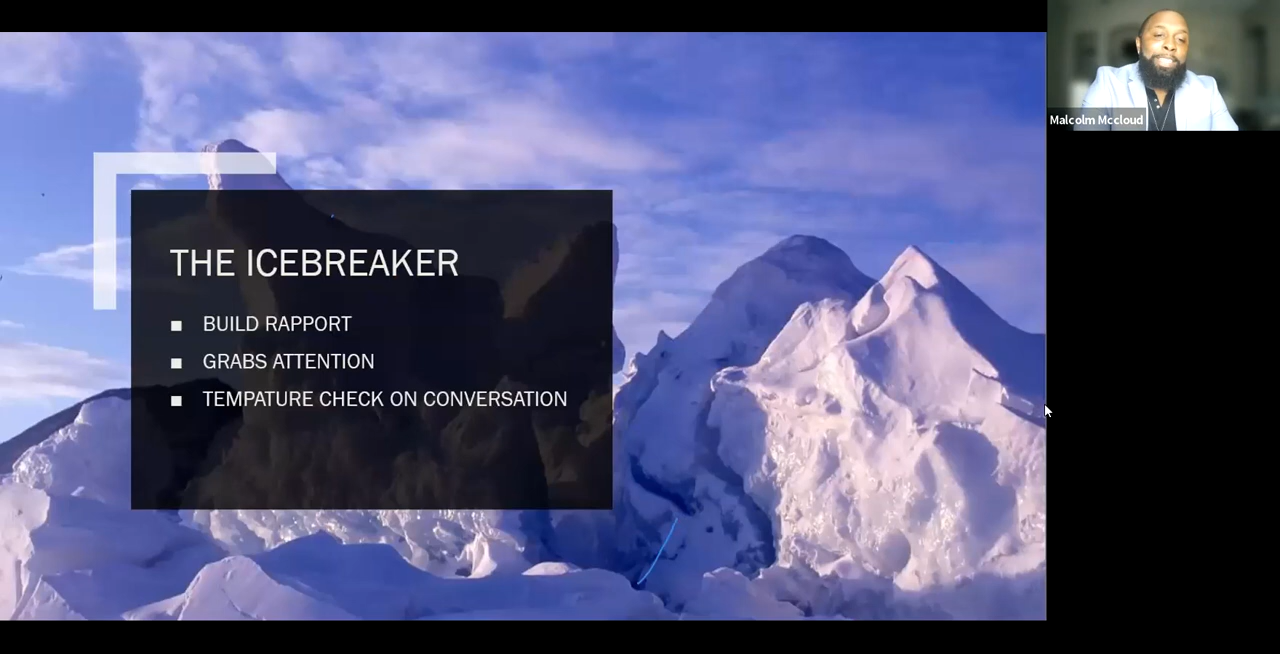 Malcolm Mccloud
THE ICEBREAKER
BUILD RAPPORT
GRABS ATTENTION
TEMPATURE CHECK ON CONVERSATION